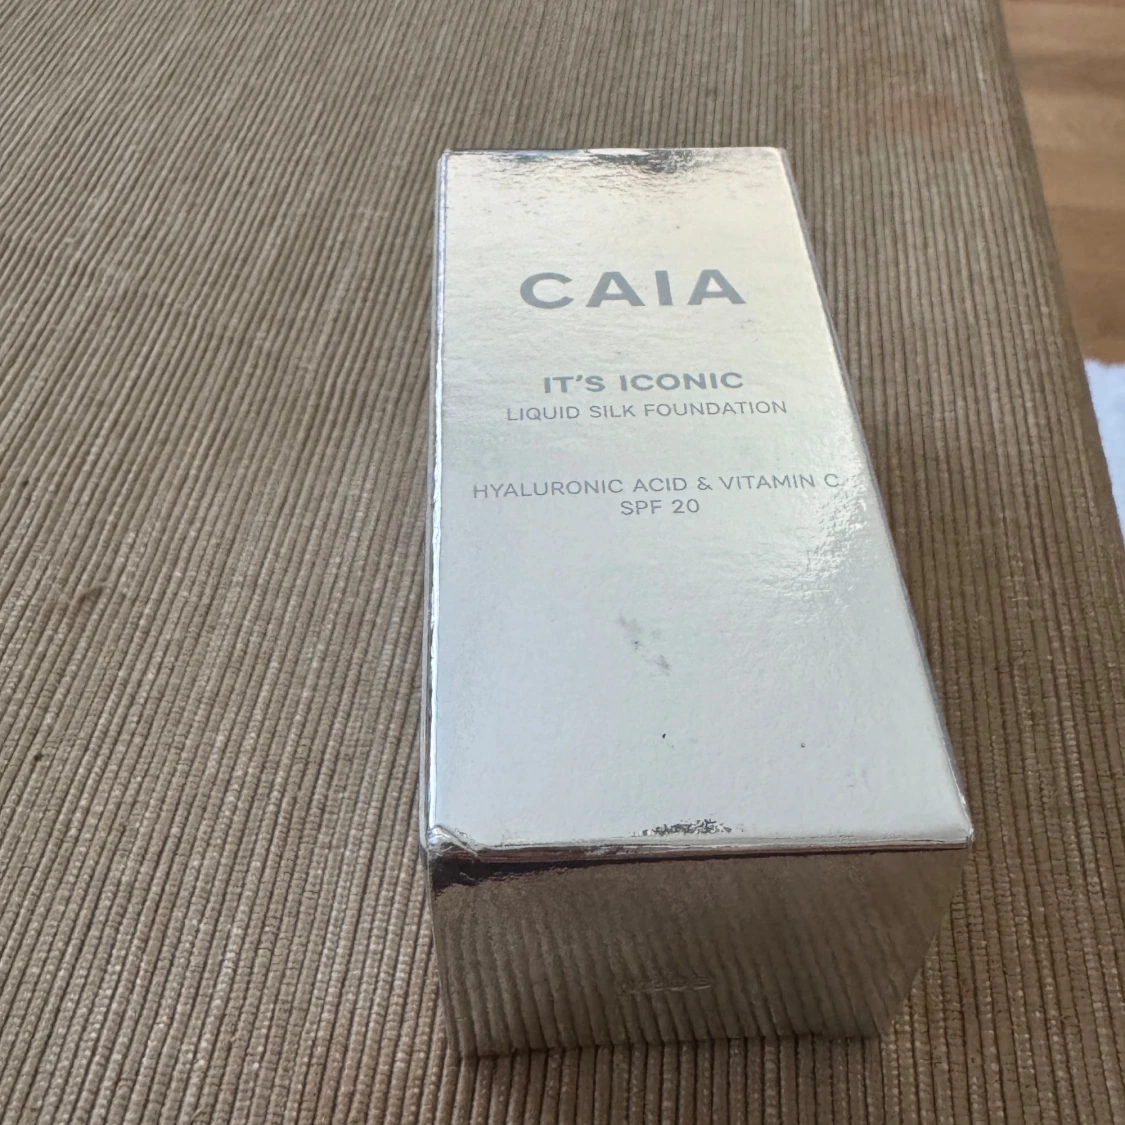 CAIA
IT'S ICONIC
LIQUID SILK FOUNDATION
HYALURONIC ACID & VITAMIN C
SPF 20